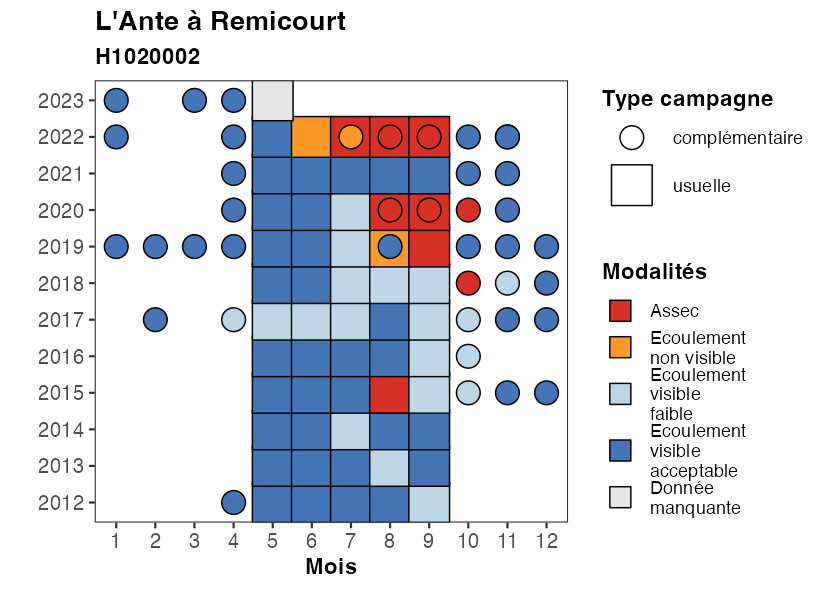 L'Ante à Remicourt
H1020002
2023
2022
2021
2020
2019
2018
2017
2016
2015
2014
2013
2012
1 2 3 4 5 6 7 8 9 10 11 12
Mois
Type campagne
complémentaire
usuelle
Modalités
Assec
Ecoulement
non visible
Ecoulement
visible
faible
Ecoulement
visible
acceptable
Donnée
manquante